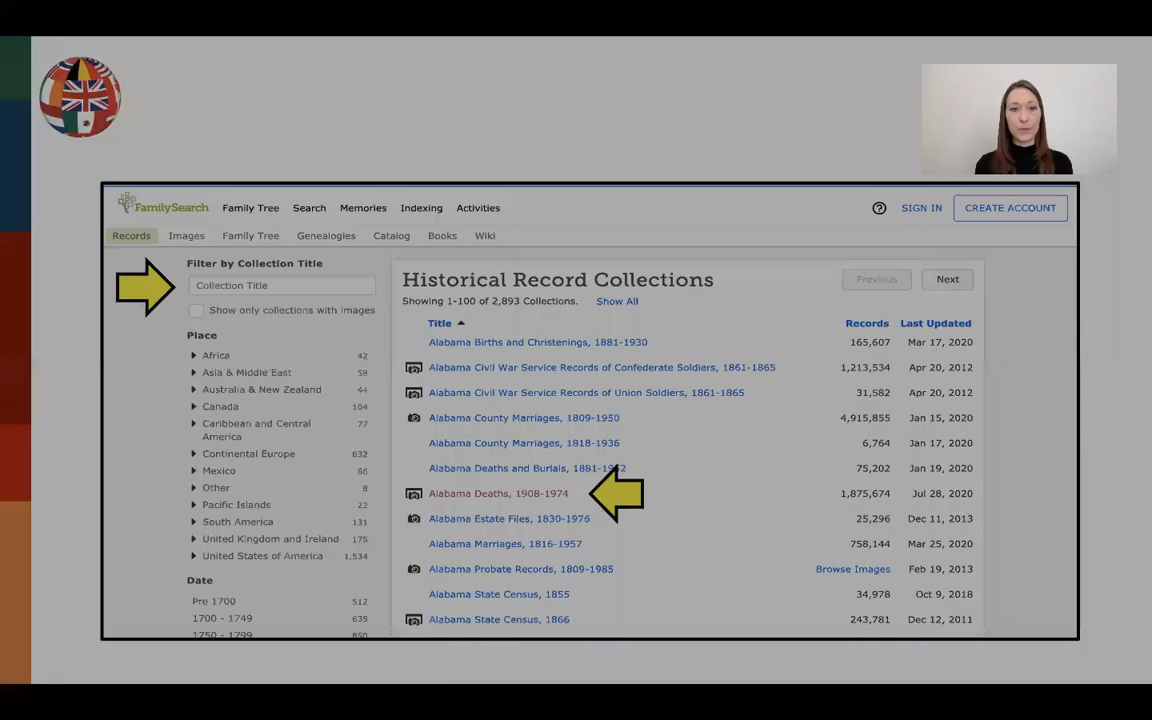 FamilySearch Family Tree Search Memories Indexing Activities SIGN IN CREATE ACCOUNT
Records Images Family Tree Genealogies Catalog Books Wiki
Filter by Collection Title
Collection Title
Show only collections with images
Place
Africa 42
Asia & Middle East 58
Australia & New Zealand 44
Canada 104
Caribbean and Central 77
America
Continental Europe 632
Mexico 66
Other 8
Pacific Islands 22
South America 131
United Kingdom and Ireland 175
United States of America 1,534
Date
Pre 1700 512
1700 - 1749 635
1750 - 1799 850
Historical Record Collections Previous Next
Showing 1-100 of 2,893 Collections. Show All
Title Records Last Updated
Alabama Births and Christenings, 1881-1930 165,607 Mar 17, 2020
Alabama Civil War Service Records of Confederate Soldiers, 1861-1865 1,213,534 Apr 20, 2012
Alabama Civil War Service Records of Union Soldiers, 1861-1865 31,582 Apr 20, 2012
Alabama County Marriages, 1809-1950 4,915,855 Jan 15, 2020
Alabama County Marriages, 1818-1936 6,764 Jan 17, 2020
Alabama Deaths and Burials, 75,202 Jan 19, 2020
Alabama Deaths, 1908-1974 1,875,674 Jul 28, 2020
Alabama Estate Files, 1830-1976 25,296 Dec 11, 2013
Alabama Marriages, 1816-1957 758,144 Mar 25, 2020
Alabama Probate Records, 1809-1985 Browse Images Feb 19, 2013
Alabama State Census, 1855 34,978 Oct 9, 2018
Alabama State Census, 1866 243,781 Dec 12, 2011